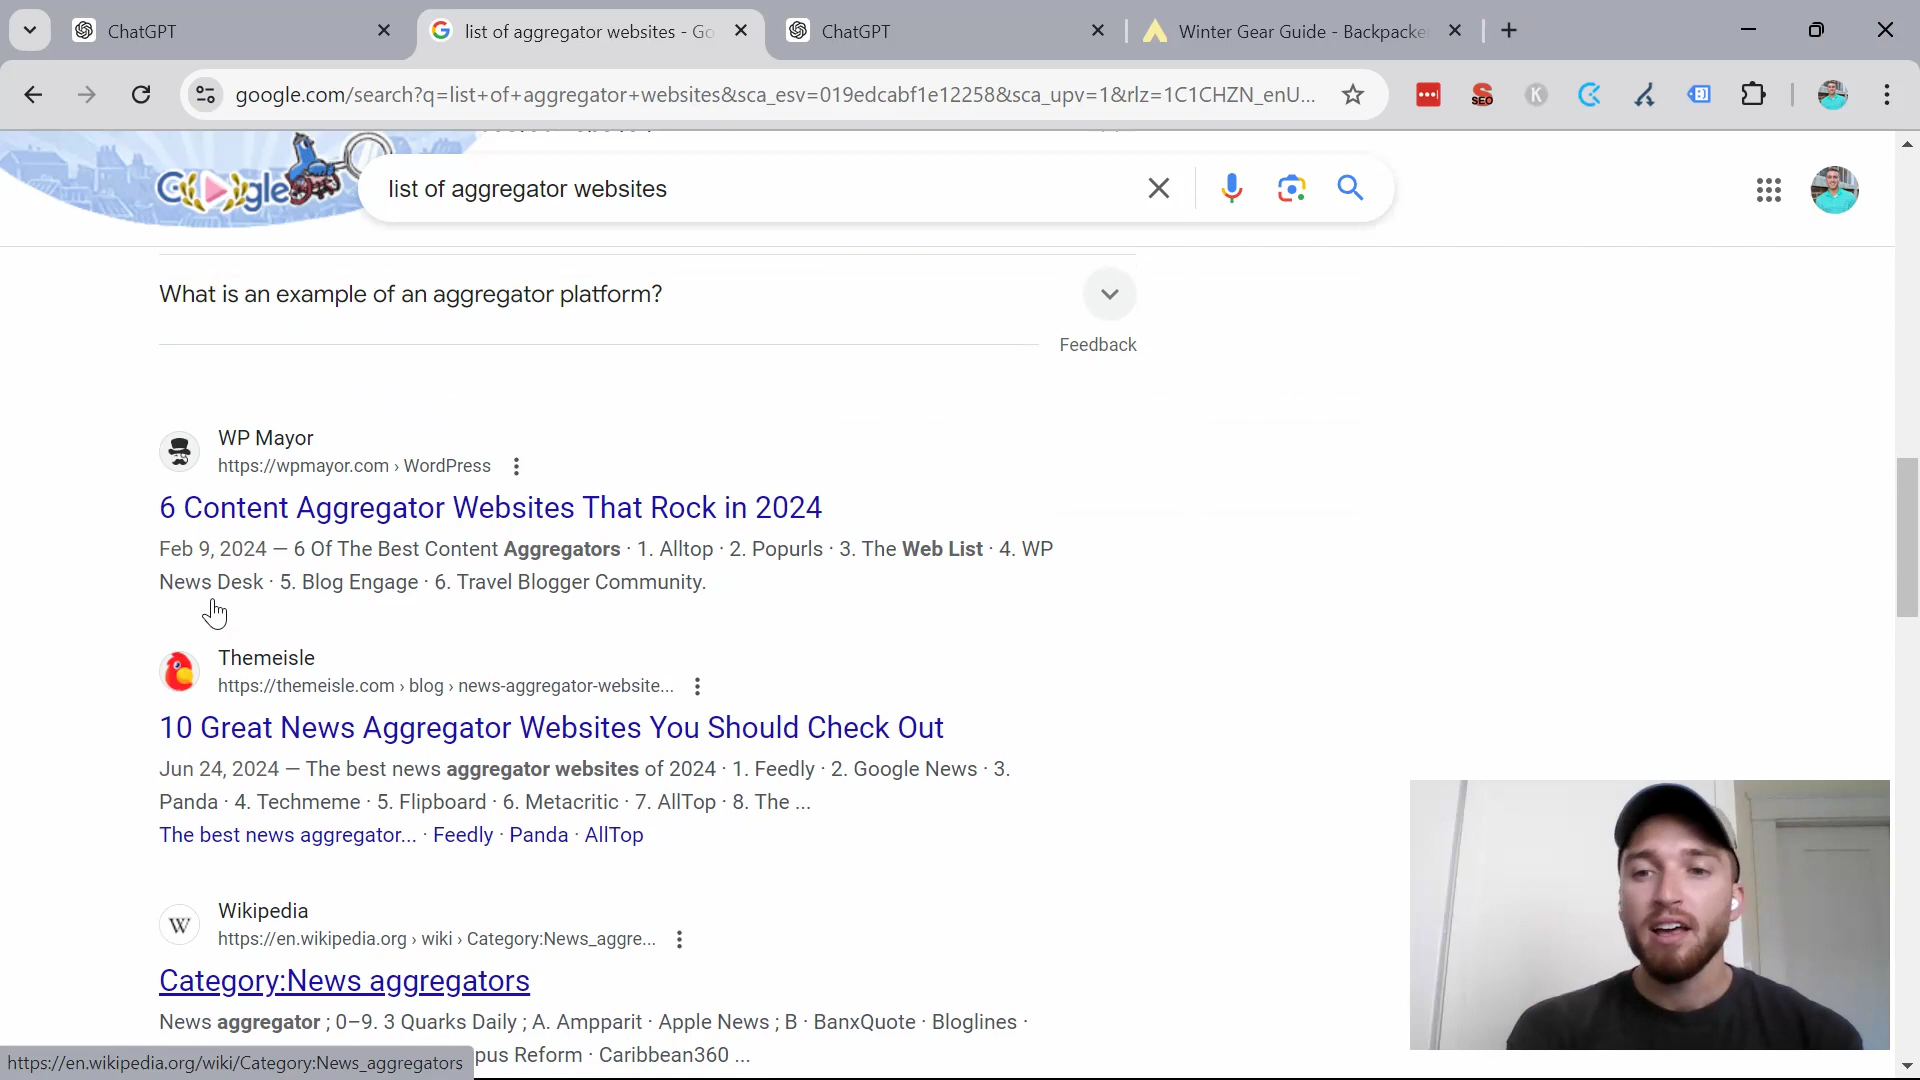 ChatGPT
list of aggregator websites - Go
ChatGPT
Winter Gear Guide - Backpacke
google.com/search?q=list+of+aggregator+websites&sca_esv=019edcabf1e12258&sca_upv=1&rlz=1C1CHZN_enU...
SEO
K
Google
list of aggregator websites
What is an example of an aggregator platform?
Feedback
WP Mayor
https://wpmayor.com › WordPress
6 Content Aggregator Websites That Rock in 2024
Feb 9, 2024 — 6 Of The Best Content Aggregators · 1. Alltop · 2. Popurls · 3. The Web List · 4. WP
News Desk · 5. Blog Engage · 6. Travel Blogger Community.
Themeisle
https://themeisle.com › blog › news-aggregator-website...
10 Great News Aggregator Websites You Should Check Out
Jun 24, 2024 — The best news aggregator websites of 2024 · 1. Feedly · 2. Google News · 3.
Panda · 4. Techmeme · 5. Flipboard · 6. Metacritic · 7. AllTop · 8. The ...
The best news aggregator... · Feedly · Panda · AllTop
W
Wikipedia
https://en.wikipedia.org › wiki › Category:News_aggre...
Category:News aggregators
News aggregator ; 0–9. 3 Quarks Daily ; A. Ampparit · Apple News ; B · BanxQuote · Bloglines ·
pus Reform · Caribbean360 ...
https://en.wikipedia.org/wiki/Category:News_aggregators